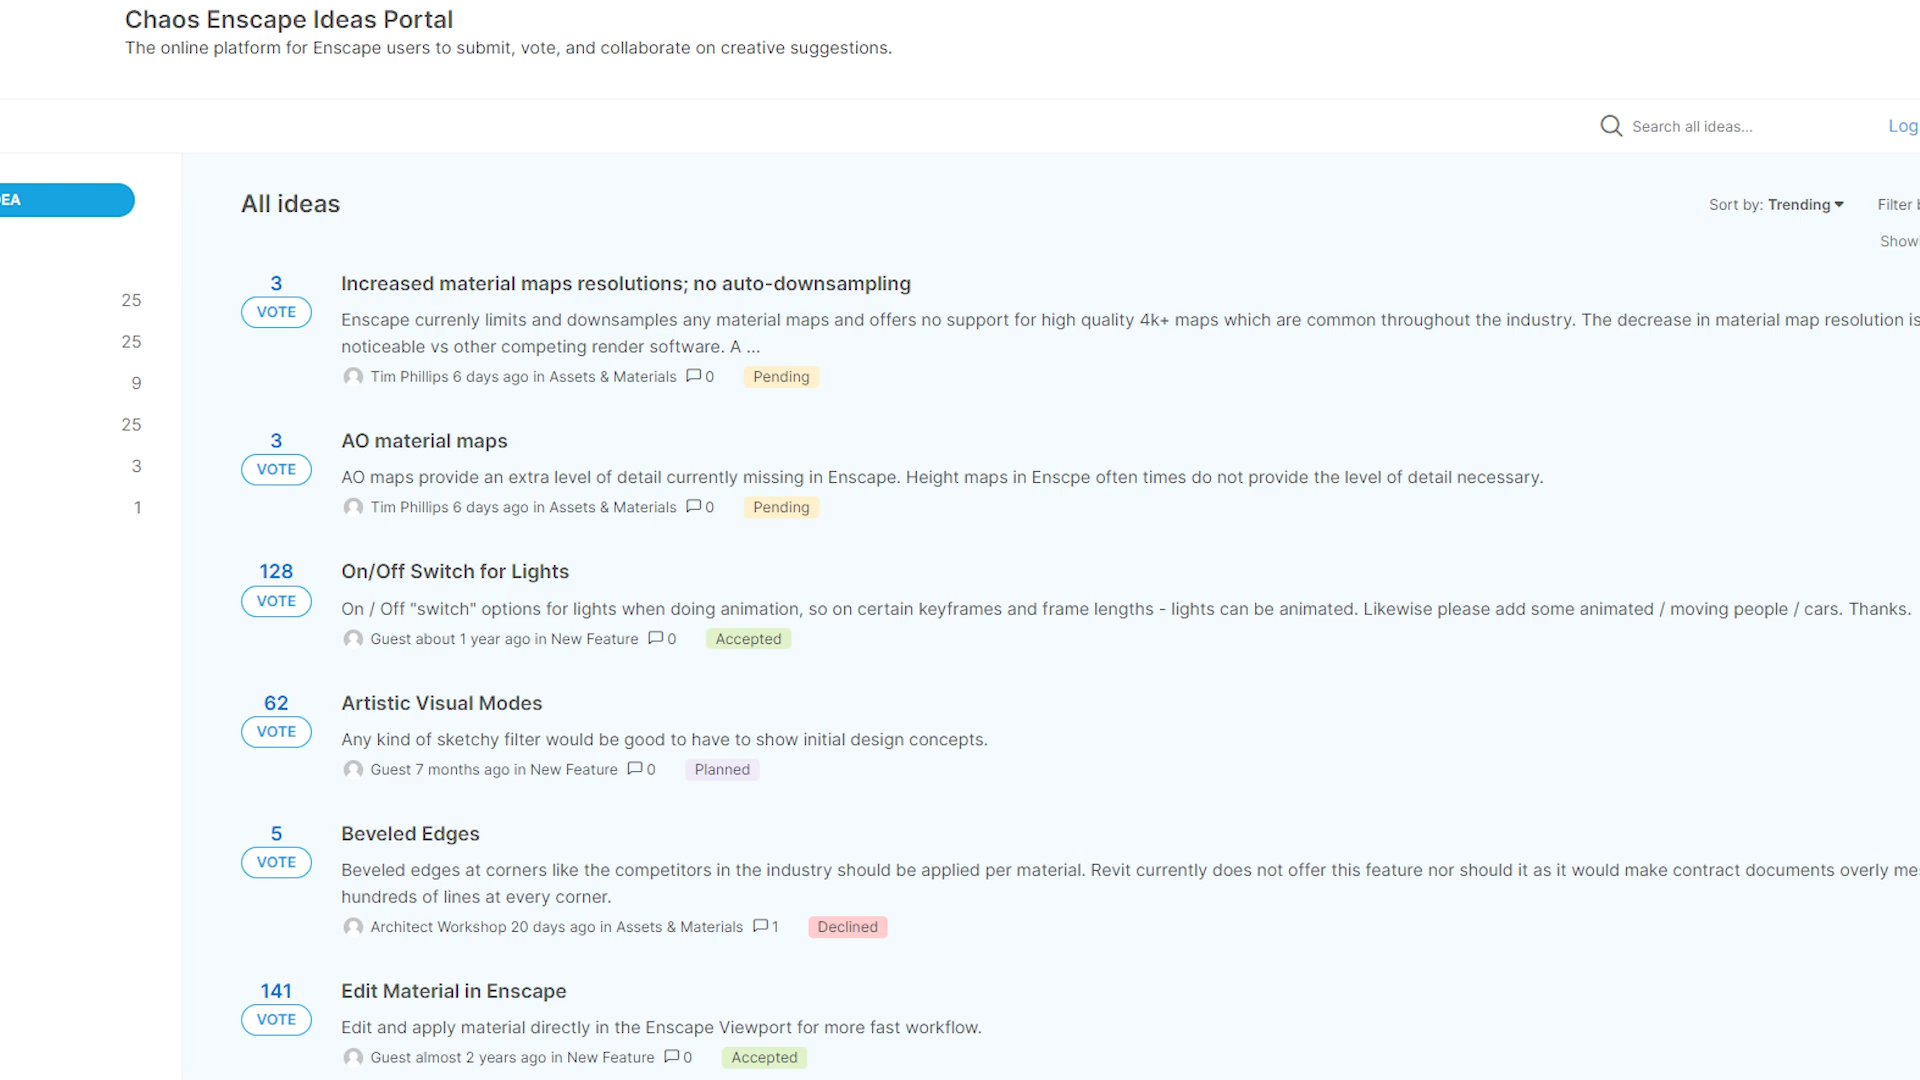 Chaos Enscape Ideas Portal
The online platform for Enscape users to submit, vote, and collaborate on creative suggestions.
Search all ideas...
Log
EA
All ideas
Sort by: Trending
Filter
25
25
9
25
3
1
3
VOTE
Increased material maps resolutions; no auto-downsampling
Enscape currenly limits and downsamples any material maps and offers no support for high quality 4k+ maps which are common throughout the industry. The decrease in material map resolution is
noticeable vs other competing render software. A ...
Tim Phillips 6 days ago in Assets & Materials 0 Pending
3
VOTE
AO material maps
AO maps provide an extra level of detail currently missing in Enscape. Height maps in Enscpe often times do not provide the level of detail necessary.
Tim Phillips 6 days ago in Assets & Materials 0 Pending
128
VOTE
On/Off Switch for Lights
On / Off "switch" options for lights when doing animation, so on certain keyframes and frame lengths - lights can be animated. Likewise please add some animated / moving people / cars. Thanks.
Guest about 1 year ago in New Feature 0 Accepted
62
VOTE
Artistic Visual Modes
Any kind of sketchy filter would be good to have to show initial design concepts.
Guest 7 months ago in New Feature 0 Planned
5
VOTE
Beveled Edges
Beveled edges at corners like the competitors in the industry should be applied per material. Revit currently does not offer this feature nor should it as it would make contract documents overly me
hundreds of lines at every corner.
Architect Workshop 20 days ago in Assets & Materials 1 Declined
141
VOTE
Edit Material in Enscape
Edit and apply material directly in the Enscape Viewport for more fast workflow.
Guest almost 2 years ago in New Feature 0 Accepted